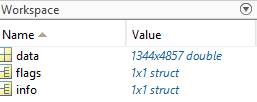 Workspace
Name Value
data 1344x4857 double
flags 1x1 struct
info 1x1 struct